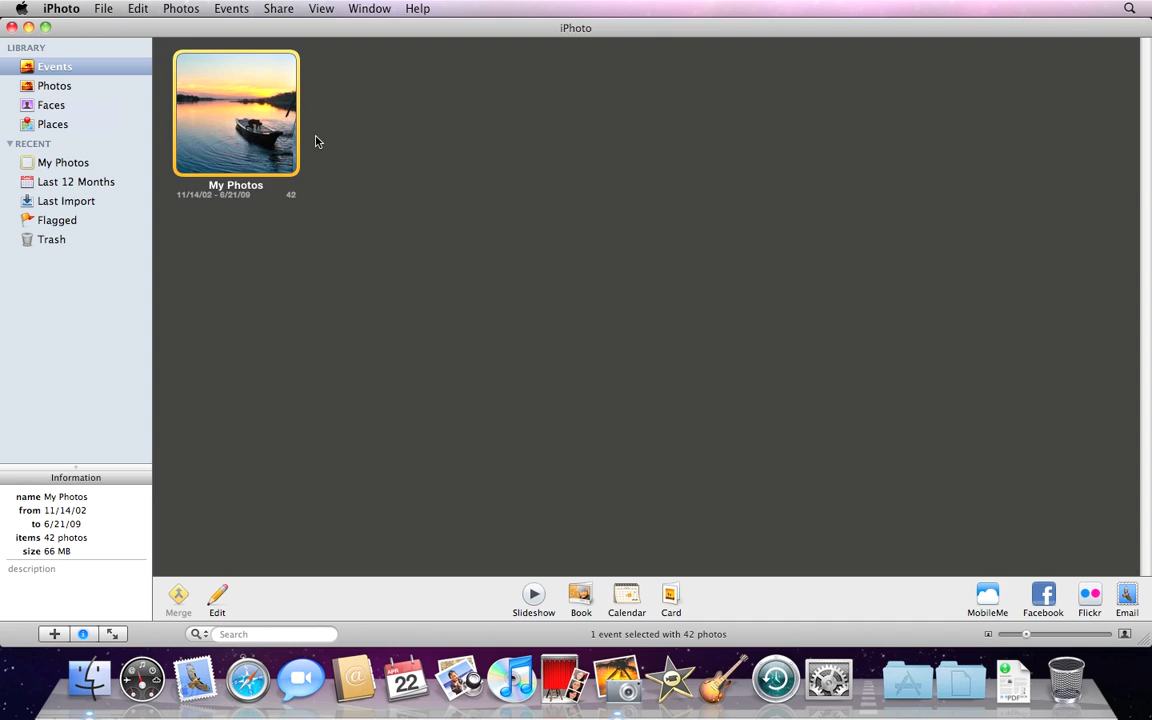 iPhoto File Edit Photos Events Share View Window Help
iPhoto
LIBRARY
Events
Photos
Faces
Places
RECENT
My Photos
Last 12 Months
Last Import
Flagged
Trash
My Photos
11/14/02 - 6/21/09 42
Information
name My Photos
from 11/14/02
to 6/21/09
items 42 photos
size 66 MB
description
Merge Edit Slideshow Book Calendar Card MobileMe Facebook Flickr Email
Search 1 event selected with 42 photos
APR
22
PDF